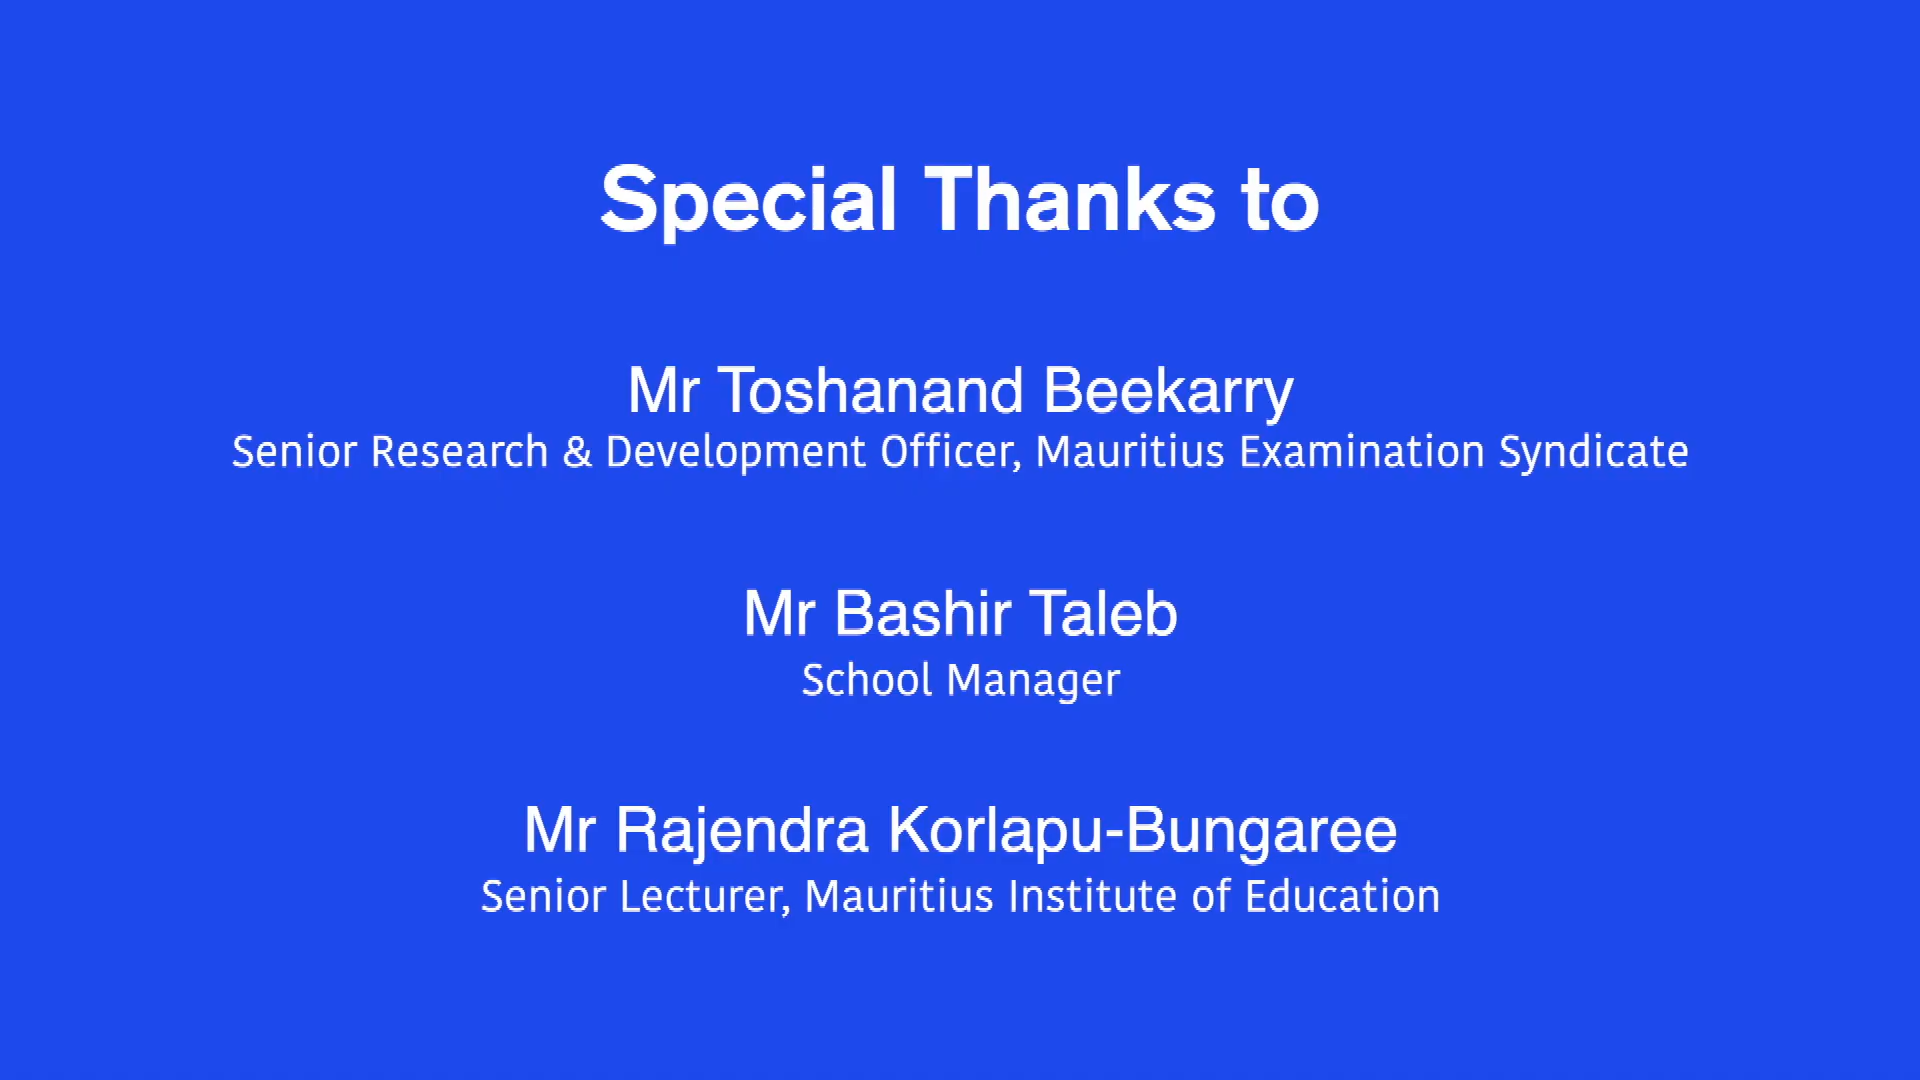 Special Thanks to
Mr Toshanand Beekarry
Senior Research & Development Officer, Mauritius Examination Syndicate
Mr Bashir Taleb
School Manager
Mr Rajendra Korlapu-Bungaree
Senior Lecturer, Mauritius Institute of Education